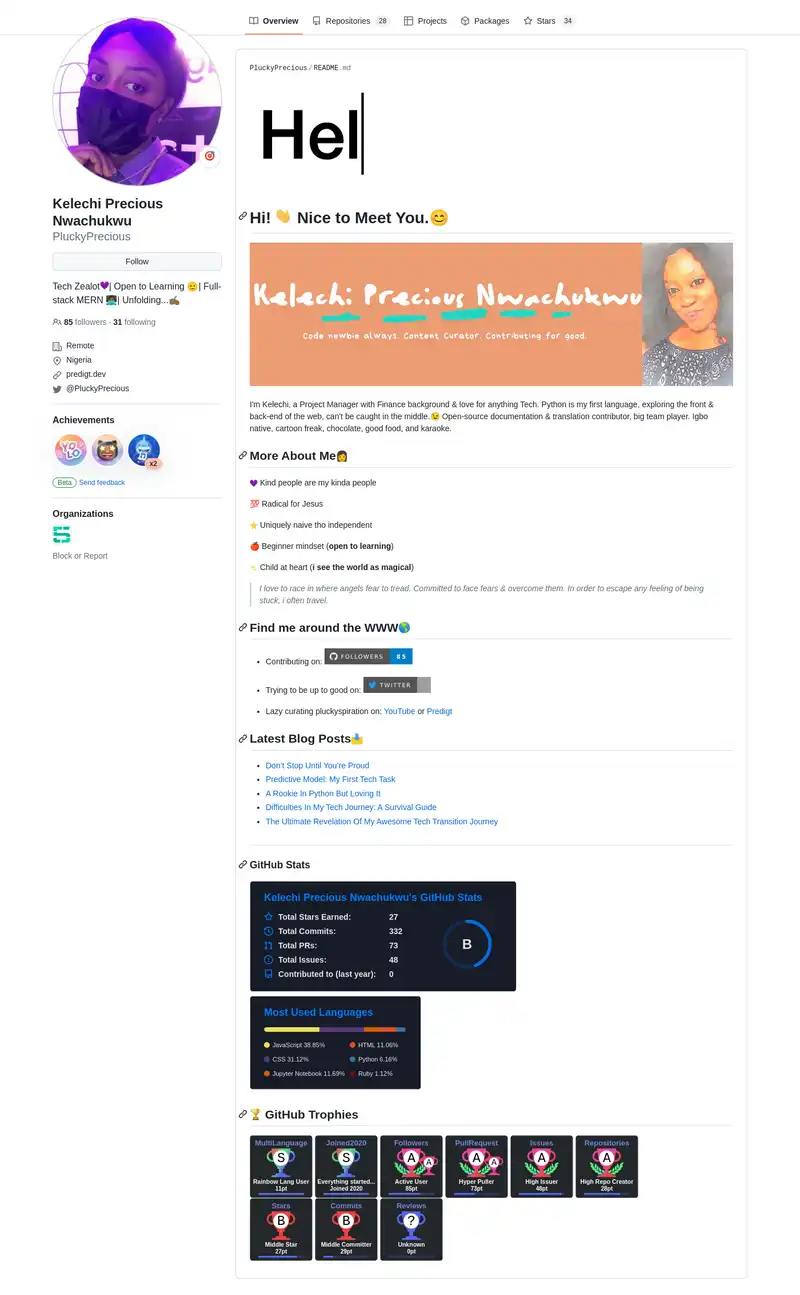 Overview
Repositories 28
Projects
Packages
Stars 34
Kelechi Precious
Nwachukwu
PluckyPrecious
Follow
Tech Zealot💜| Open to Learning 🙂| Full-
stack MERN 👩🏾‍💻| Unfolding...✍🏾
85 followers · 31 following
Remote
Nigeria
predigt.dev
@PluckyPrecious
Achievements
YOLO
x2
Beta Send feedback
Organizations
Block or Report
PluckyPrecious/README.md
Hel
Hi! 👋 Nice to Meet You.😊
Kelechi Precious Nwachukwu
Code newbie always. Content Curator. Contributing for good.
I'm Kelechi, a Project Manager with Finance background & love for anything Tech. Python is my first language, exploring the front &
back-end of the web, can't be caught in the middle.😉 Open-source documentation & translation contributor, big team player. Igbo
native, cartoon freak, chocolate, good food, and karaoke.
More About Me👩
💜 Kind people are my kinda people
💯 Radical for Jesus
⭐ Uniquely naive tho independent
🍎 Beginner mindset (open to learning)
Child at heart (i see the world as magical)
I love to race in where angels fear to tread. Committed to face fears & overcome them. In order to escape any feeling of being
stuck, i often travel.
Find me around the WWW🌎
• Contributing on: FOLLOWERS 85
• Trying to be up to good on: TWITTER
• Lazy curating pluckyspiration on: YouTube or Predigt
Latest Blog Posts📥
• Don't Stop Until You're Proud
• Predictive Model: My First Tech Task
• A Rookie In Python But Loving It
• Difficulties In My Tech Journey: A Survival Guide
• The Ultimate Revelation Of My Awesome Tech Transition Journey
GitHub Stats
Kelechi Precious Nwachukwu's GitHub Stats
Total Stars Earned: 27
Total Commits: 332
Total PRs: 73
Total Issues: 48
Contributed to (last year): 0
B
Most Used Languages
JavaScript 38.85%
HTML 11.06%
CSS 31.12%
Python 6.16%
Jupyter Notebook 11.69%
Ruby 1.12%
🏆 GitHub Trophies
MultiLanguage
S
Rainbow Lang User
11pt
Joined2020
S
Everything started...
Joined 2020
Followers
A
A
Active User
85pt
PullRequest
A
A
Hyper Puller
73pt
Issues
A
High Issuer
48pt
Repositories
A
High Repo Creator
28pt
Stars
B
Middle Star
27pt
Commits
B
Middle Committer
29pt
Reviews
?
Unknown
0pt